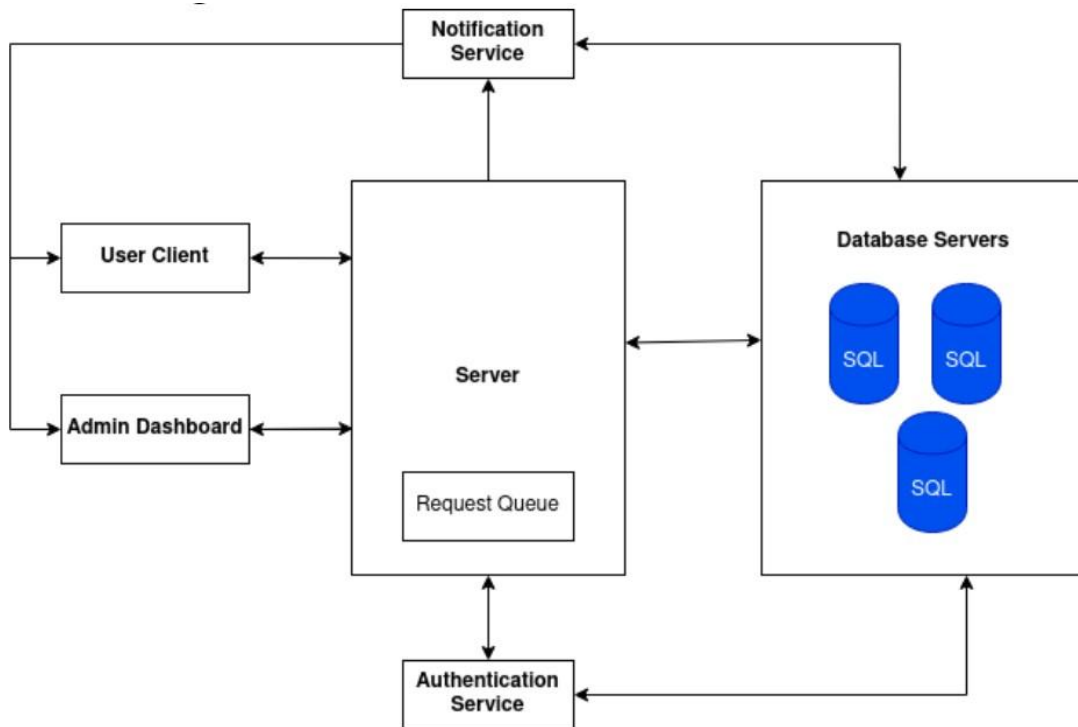 Notification
Service
User Client
Database Servers
SQL
SQL
Server
Admin Dashboard
SQL
Request Queue
Authentication
Service